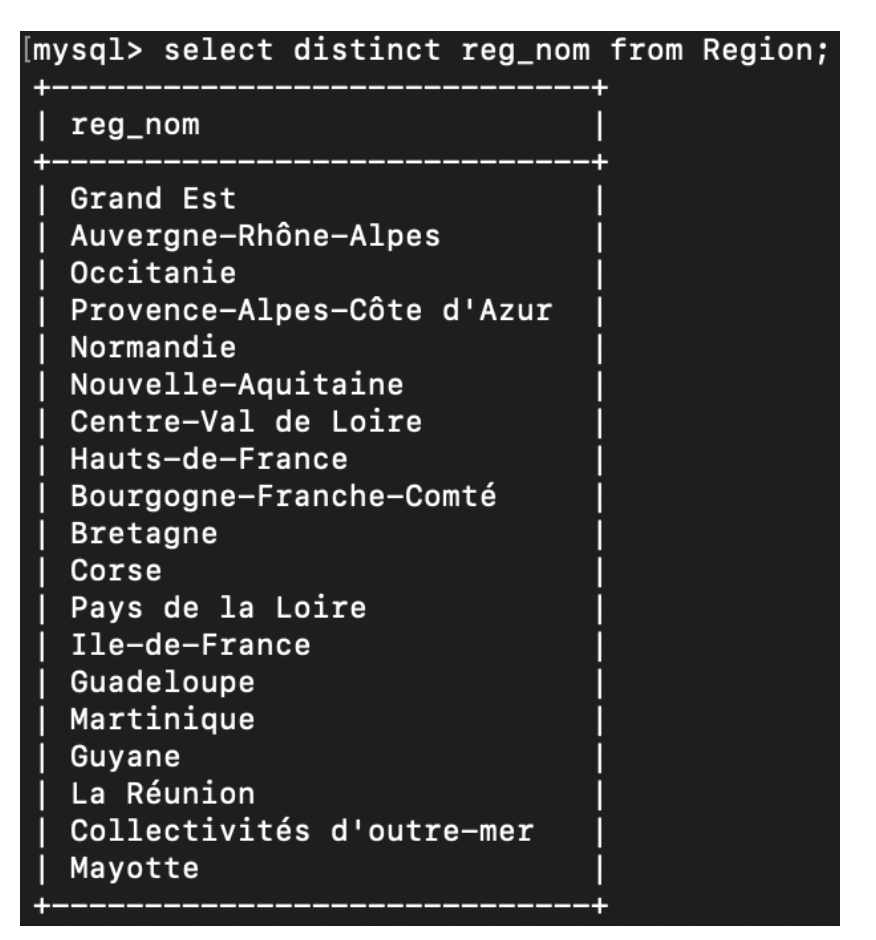 [mysql> select distinct reg_nom from Region;
+-----------------------------+
| reg_nom                     |
+-----------------------------+
| Grand Est                   |
| Auvergne-Rhône-Alpes        |
| Occitanie                   |
| Provence-Alpes-Côte d'Azur  |
| Normandie                   |
| Nouvelle-Aquitaine          |
| Centre-Val de Loire         |
| Hauts-de-France             |
| Bourgogne-Franche-Comté     |
| Bretagne                    |
| Corse                       |
| Pays de la Loire            |
| Ile-de-France               |
| Guadeloupe                  |
| Martinique                  |
| Guyane                      |
| La Réunion                  |
| Collectivités d'outre-mer   |
| Mayotte                     |
+-----------------------------+